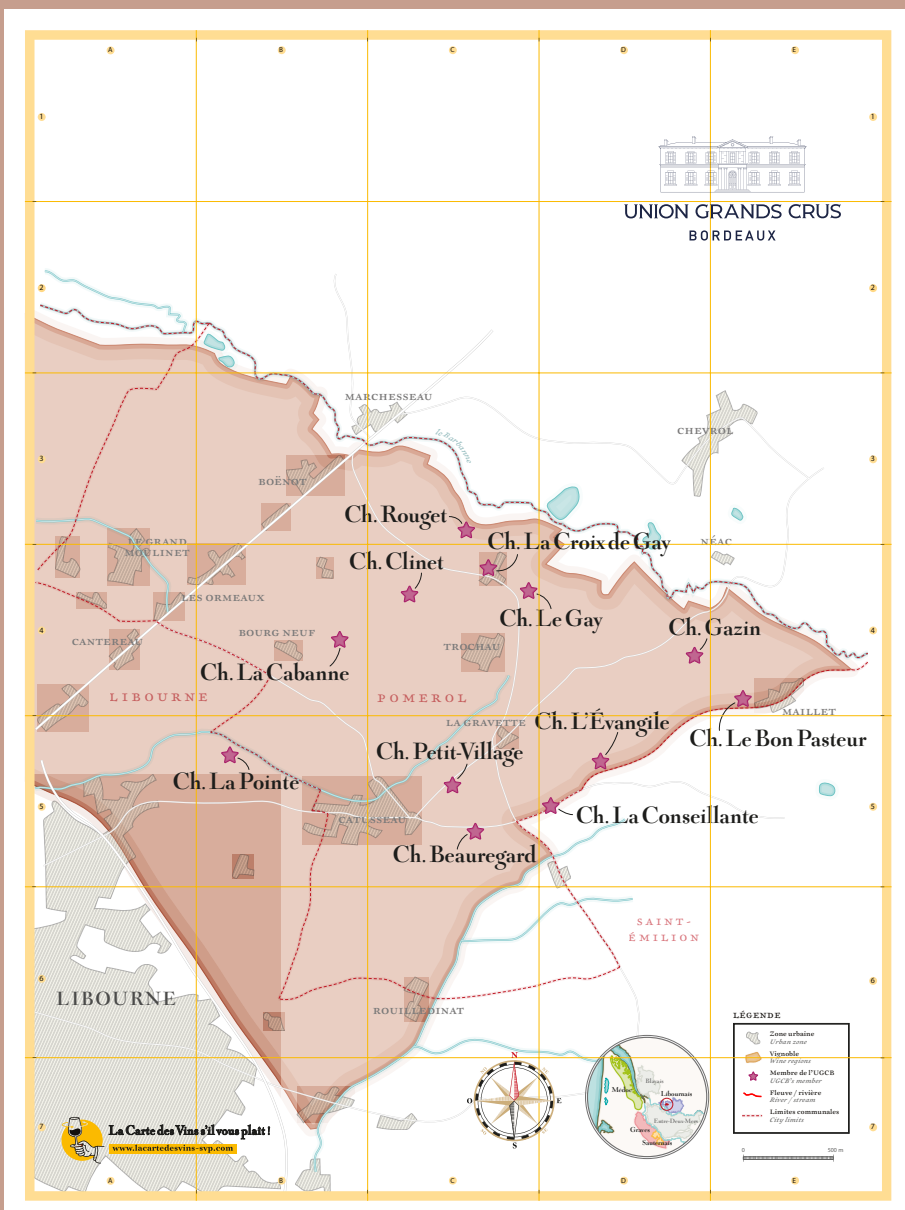 A B C D E
1 1
UNION GRANDS CRUS
BORDEAUX
2 2
MARCHESSEAU
CHEVROL
la Barbanne
3 3
BOËNOT
Ch. Rouget
LE GRAND
MOULINET
Ch. La Croix de Gay
NÉAC
Ch. Clinet
LES ORMEAUX
Ch. Le Gay
4 4
BOURG NEUF
Ch. Gazin
CANTEREAU
TROCHAU
Ch. La Cabanne
LIBOURNE
POMEROL
MAILLET
LA GRAVETTE
Ch. L'Évangile
Ch. Le Bon Pasteur
Ch. Petit-Village
Ch. La Pointe
5 5
CATUSSEAU
Ch. La Conseillante
Ch. Beauregard
SAINT-
ÉMILION
6 6
LIBOURNE
ROUILLEDINAT
LÉGENDE
Zone urbaine
Urban zone
Vignoble
Wine regions
Membre de l'UGCB
UGCB's member
Fleuve / rivière
River / stream
Limites communales
City limits
0 500 m
N
O E
S
Blayais
Médoc
Libournais
Entre-Deux-Mers
Graves
Sauternais
7 7
La Carte des Vins s'il vous plaît !
www.lacartedesvins-svp.com
A B C D E